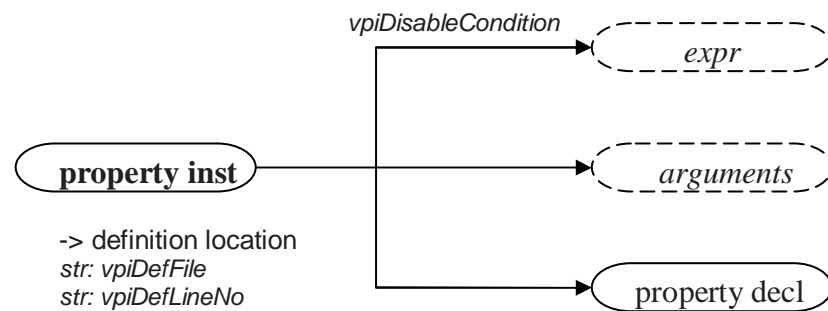 vpiDisableCondition
expr
property inst
arguments
-> definition location
str: vpiDefFile
str: vpiDefLineNo
property decl